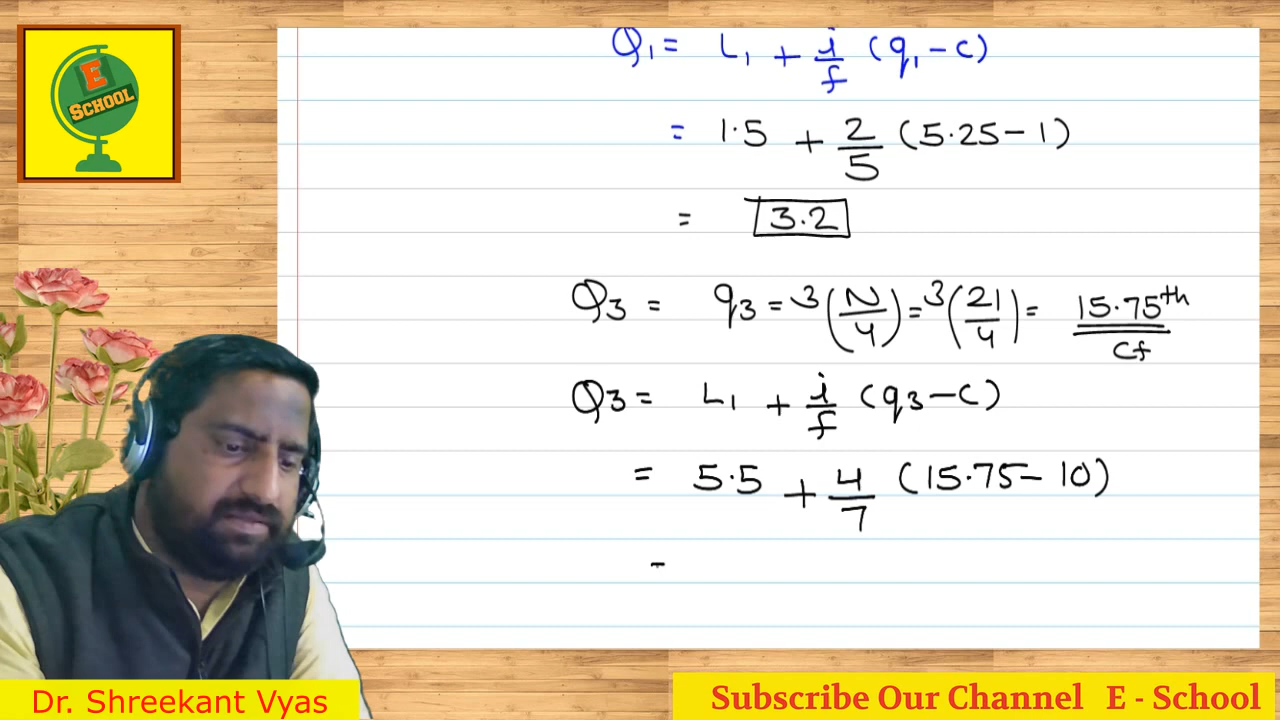 E
SCHOOL
Q₁ = L₁ + i/f (q₁ - c)
= 1.5 + 2/5 (5.25 - 1)
= 3.2
Q₃ = q₃ = 3(N/4) = 3(21/4) = 15.75th
cf
Q₃ = L₁ + i/f (q₃ - c)
= 5.5 + 4/7 (15.75 - 10)
=
Dr. Shreekant Vyas
Subscribe Our Channel E - School